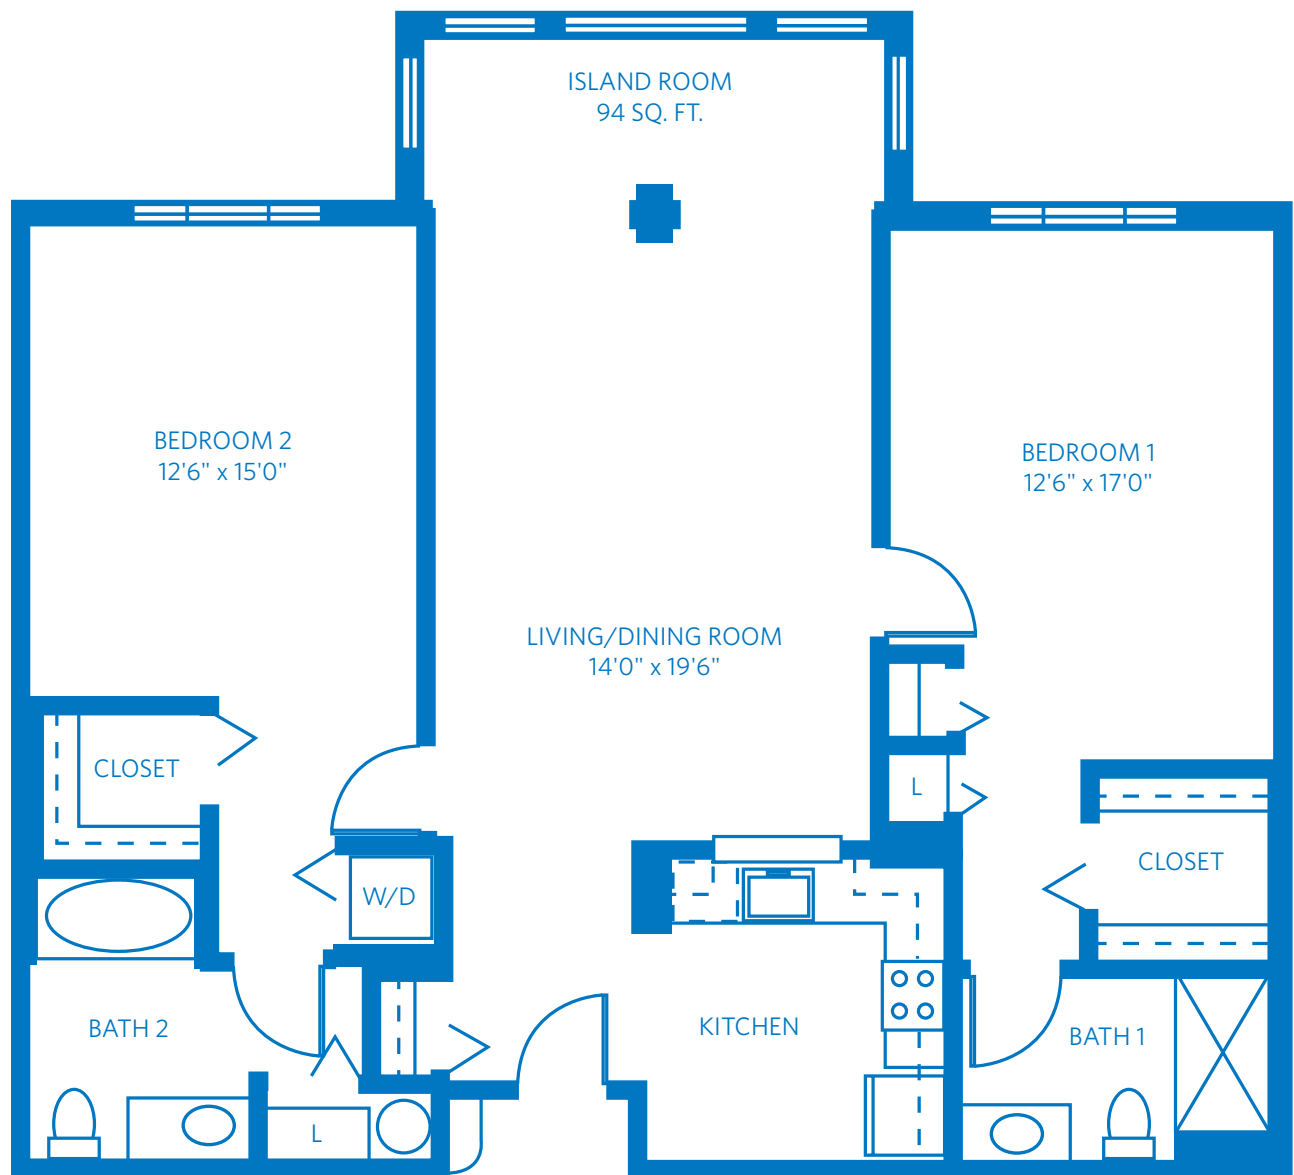 ISLAND ROOM
94 SQ. FT.
BEDROOM 2
12'6" x 15'0"
BEDROOM 1
12'6" x 17'0"
LIVING/DINING ROOM
14'0" x 19'6"
CLOSET
L
CLOSET
W/D
BATH 2
KITCHEN
BATH 1
L